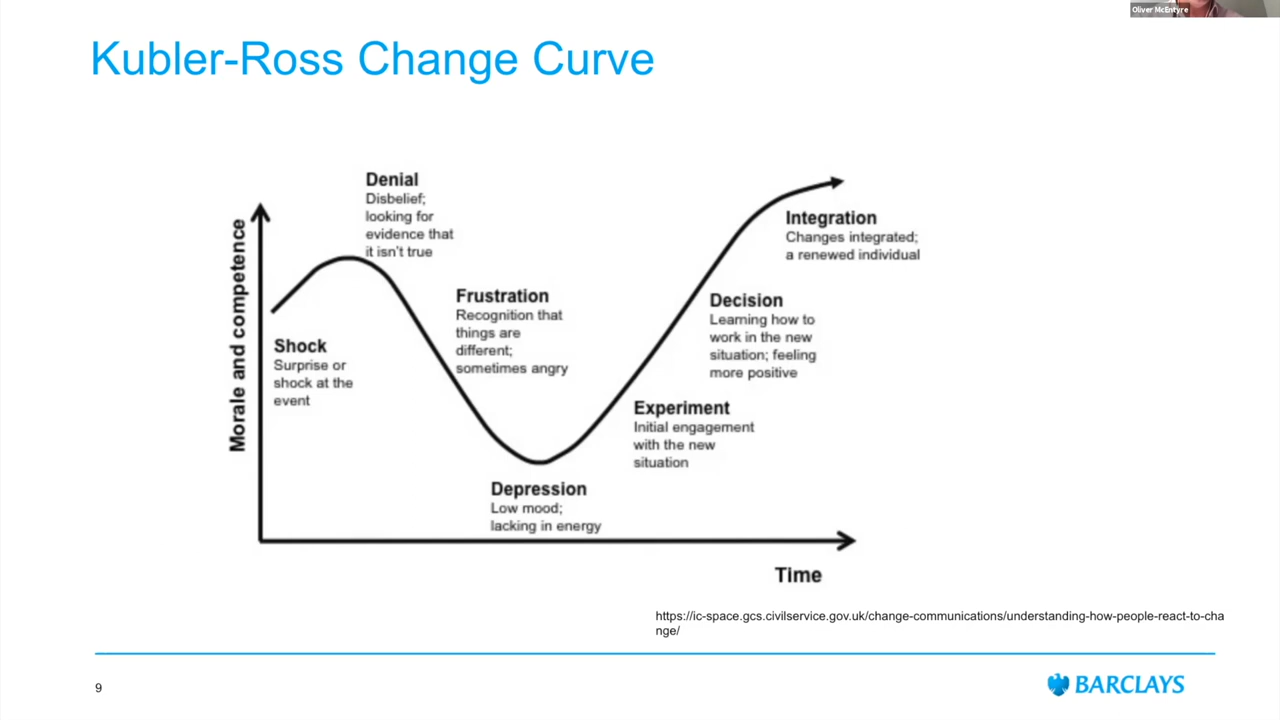 Oliver McEntyre
Kubler-Ross Change Curve
Denial
Disbelief;
looking for
evidence that
it isn't true
Morale and competence
Shock
Surprise or
shock at the
event
Frustration
Recognition that
things are
different;
sometimes angry
Depression
Low mood;
lacking in energy
Experiment
Initial engagement
with the new
situation
Decision
Learning how to
work in the new
situation; feeling
more positive
Integration
Changes integrated;
a renewed individual
Time
https://ic-space.gcs.civilservice.gov.uk/change-communications/understanding-how-people-react-to-cha
nge/
9
BARCLAYS